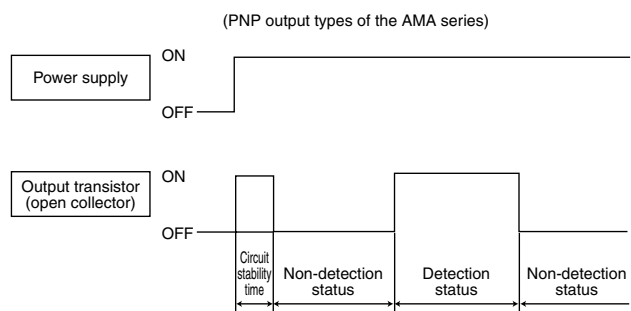 (PNP output types of the AMA series)
Power supply
ON
OFF
Output transistor
(open collector)
ON
OFF
Circuit
stability
time
Non-detection
status
Detection
status
Non-detection
status